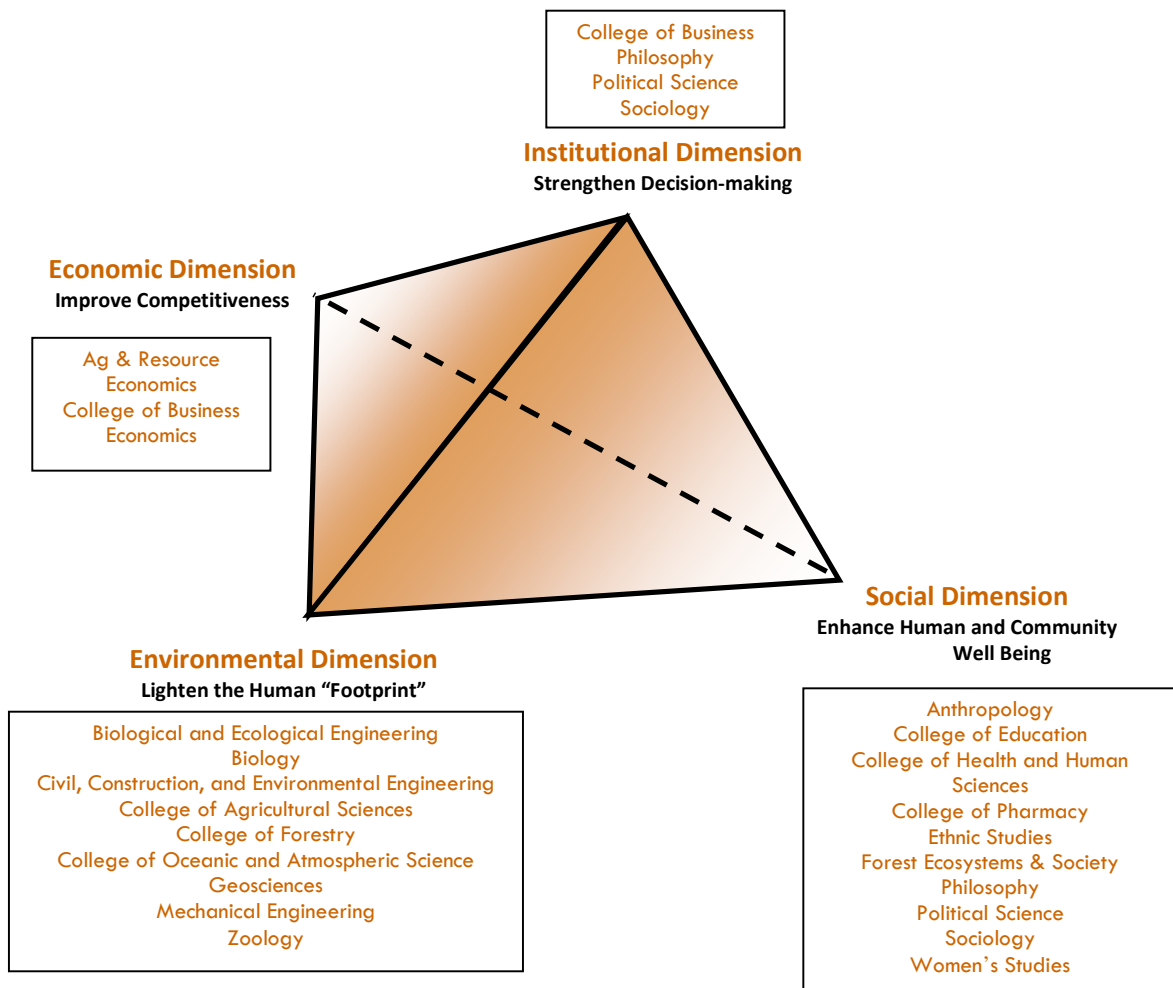 College of Business
Philosophy
Political Science
Sociology
Institutional Dimension
Strengthen Decision-making
Economic Dimension
Improve Competitiveness
Ag & Resource
Economics
College of Business
Economics
Social Dimension
Enhance Human and Community
Well Being
Environmental Dimension
Lighten the Human “Footprint”
Biological and Ecological Engineering
Biology
Civil, Construction, and Environmental Engineering
College of Agricultural Sciences
College of Forestry
College of Oceanic and Atmospheric Science
Geosciences
Mechanical Engineering
Zoology
Anthropology
College of Education
College of Health and Human
Sciences
College of Pharmacy
Ethnic Studies
Forest Ecosystems & Society
Philosophy
Political Science
Sociology
Women’s Studies